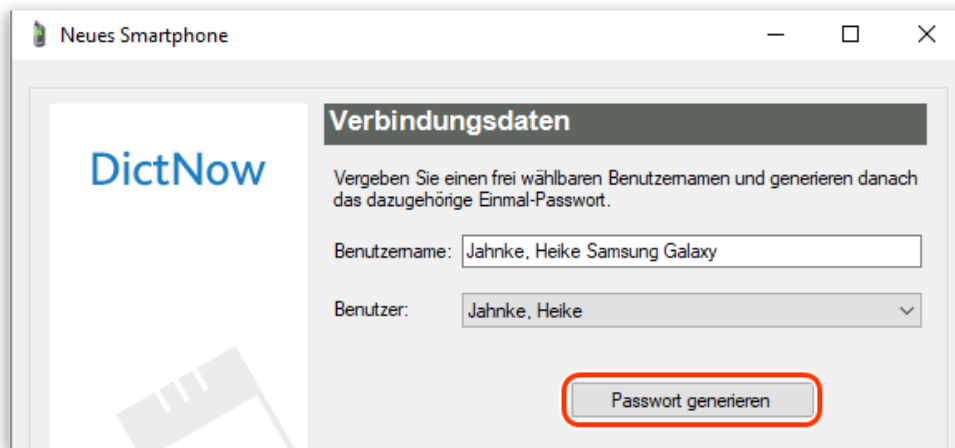 Neues Smartphone
Verbindungsdaten
DictNow
Vergeben Sie einen frei wählbaren Benutzernamen und generieren danach
das dazugehörige Einmal-Passwort.
Benutzername: Jahnke, Heike Samsung Galaxy
Benutzer: Jahnke, Heike
Passwort generieren